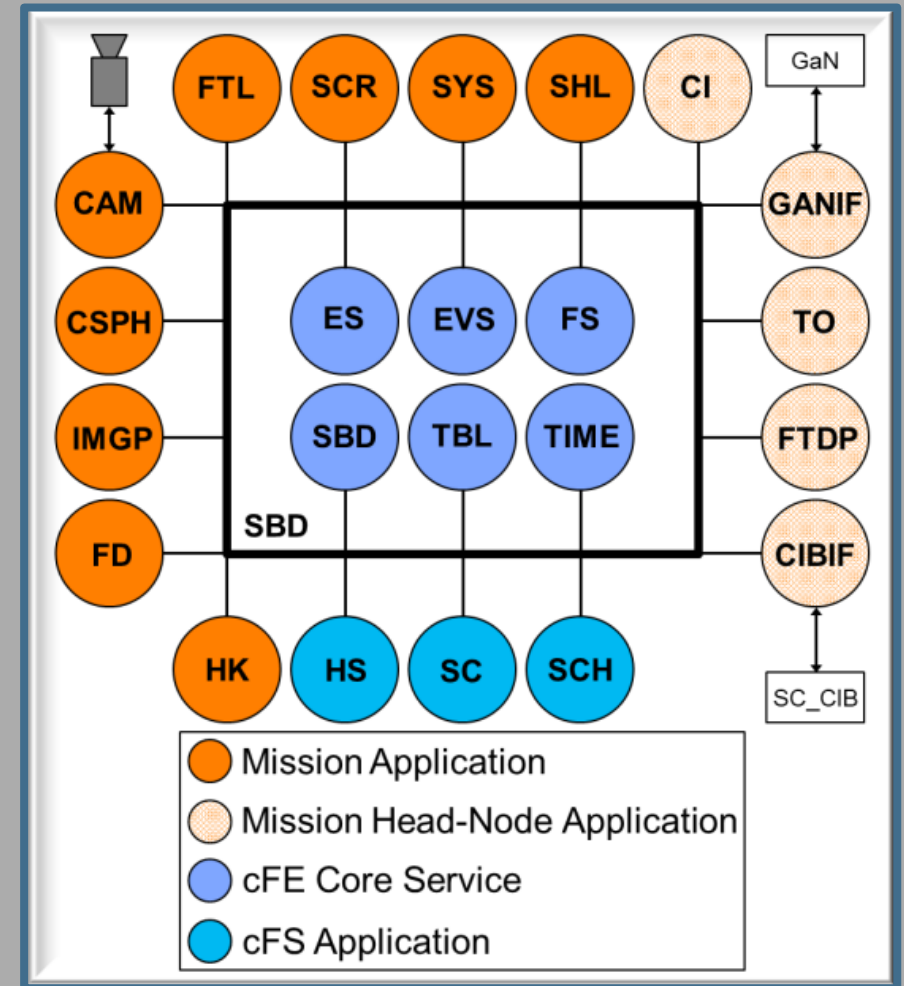 FTL SCR SYS SHL CI GaN
CAM GANIF
CSPH ES EVS FS TO
IMGP SBD TBL TIME FTDP
SBD
FD CIBIF
HK HS SC SCH SC_CIB
Mission Application
Mission Head-Node Application
cFE Core Service
cFS Application